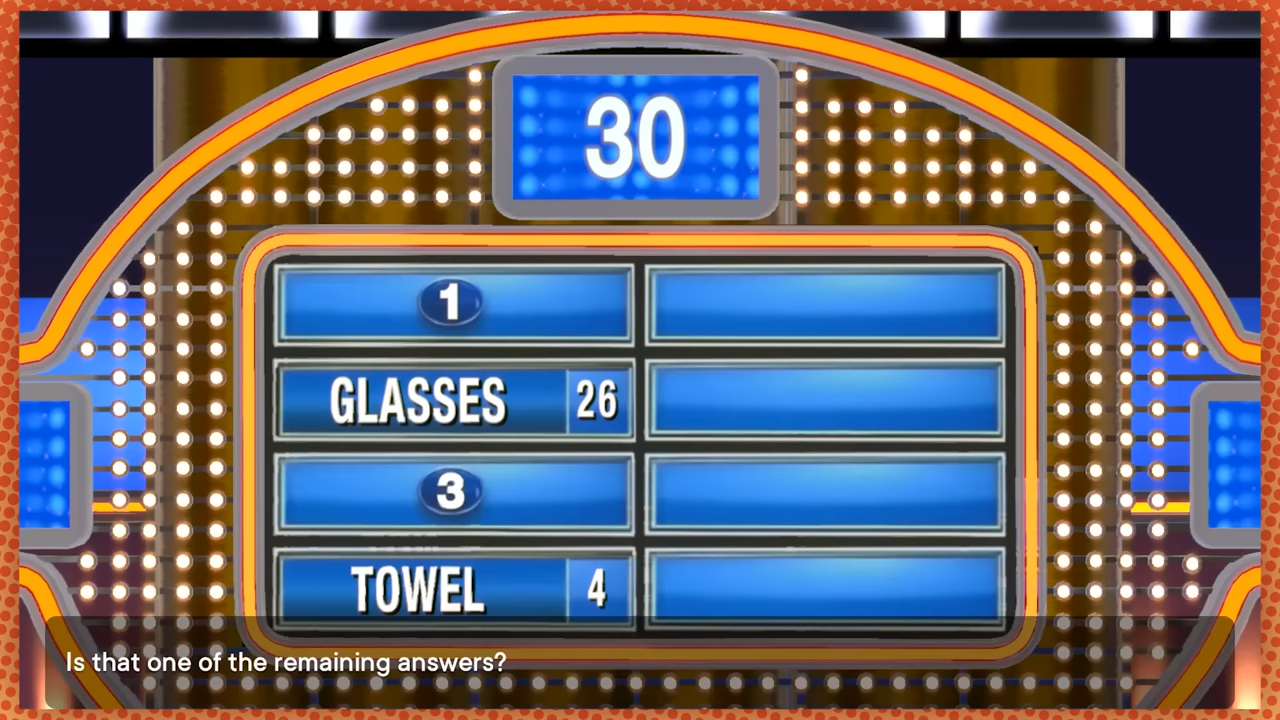 30
1
GLASSES 26
3
TOWEL 4
Is that one of the remaining answers?